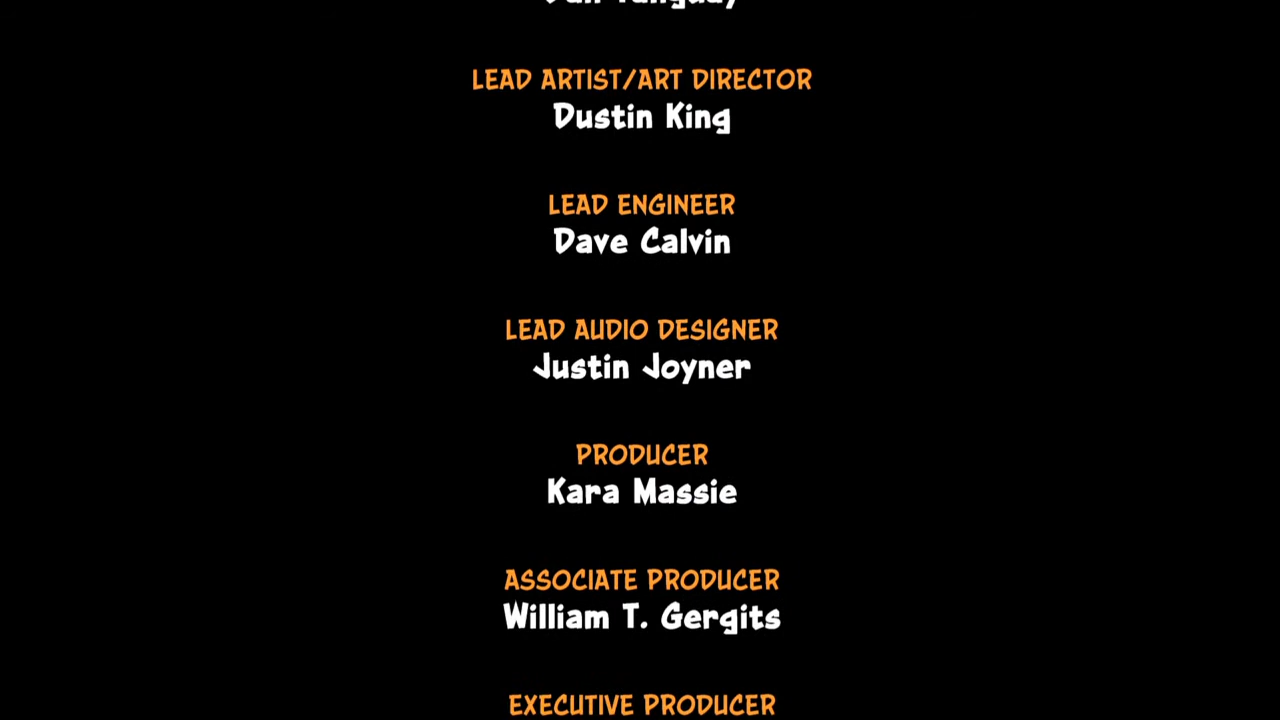 LEAD ARTIST/ART DIRECTOR
Dustin King
LEAD ENGINEER
Dave Calvin
LEAD AUDIO DESIGNER
Justin Joyner
PRODUCER
Kara Massie
ASSOCIATE PRODUCER
William T. Gergits
EXECUTIVE PRODUCER